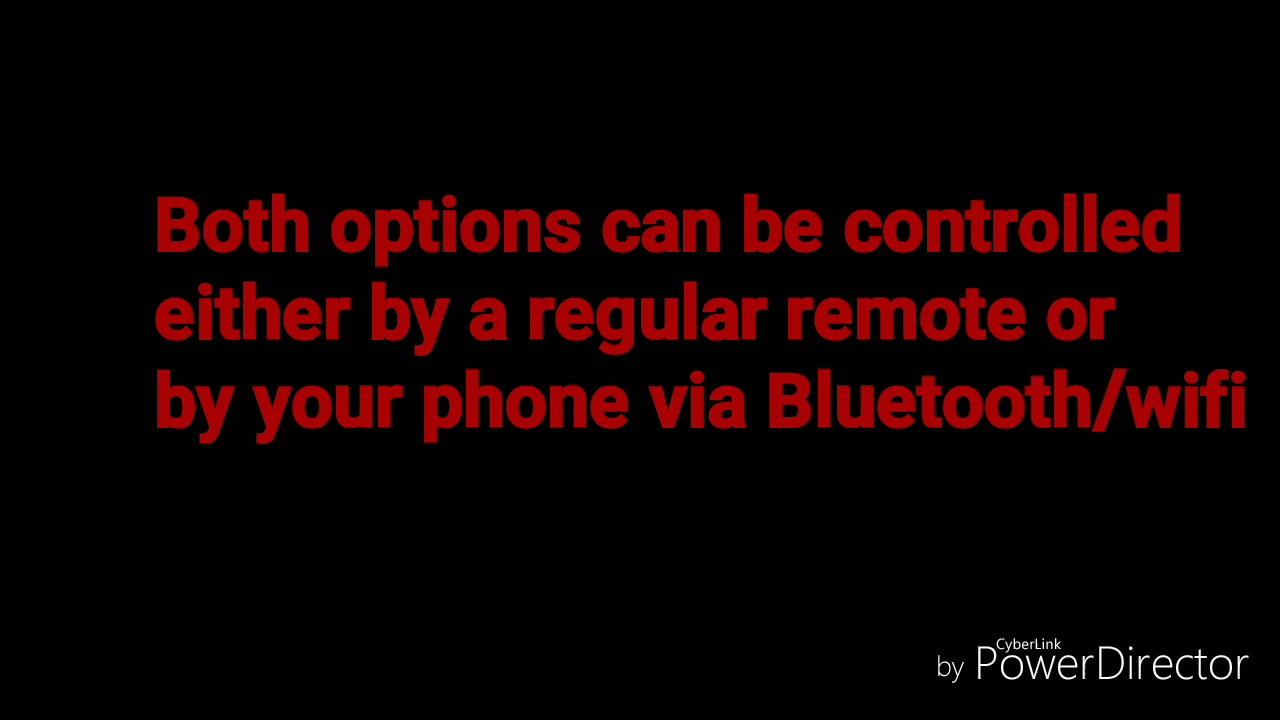 Both options can be controlled
either by a regular remote or
by your phone via Bluetooth/wifi
CyberLink
by PowerDirector